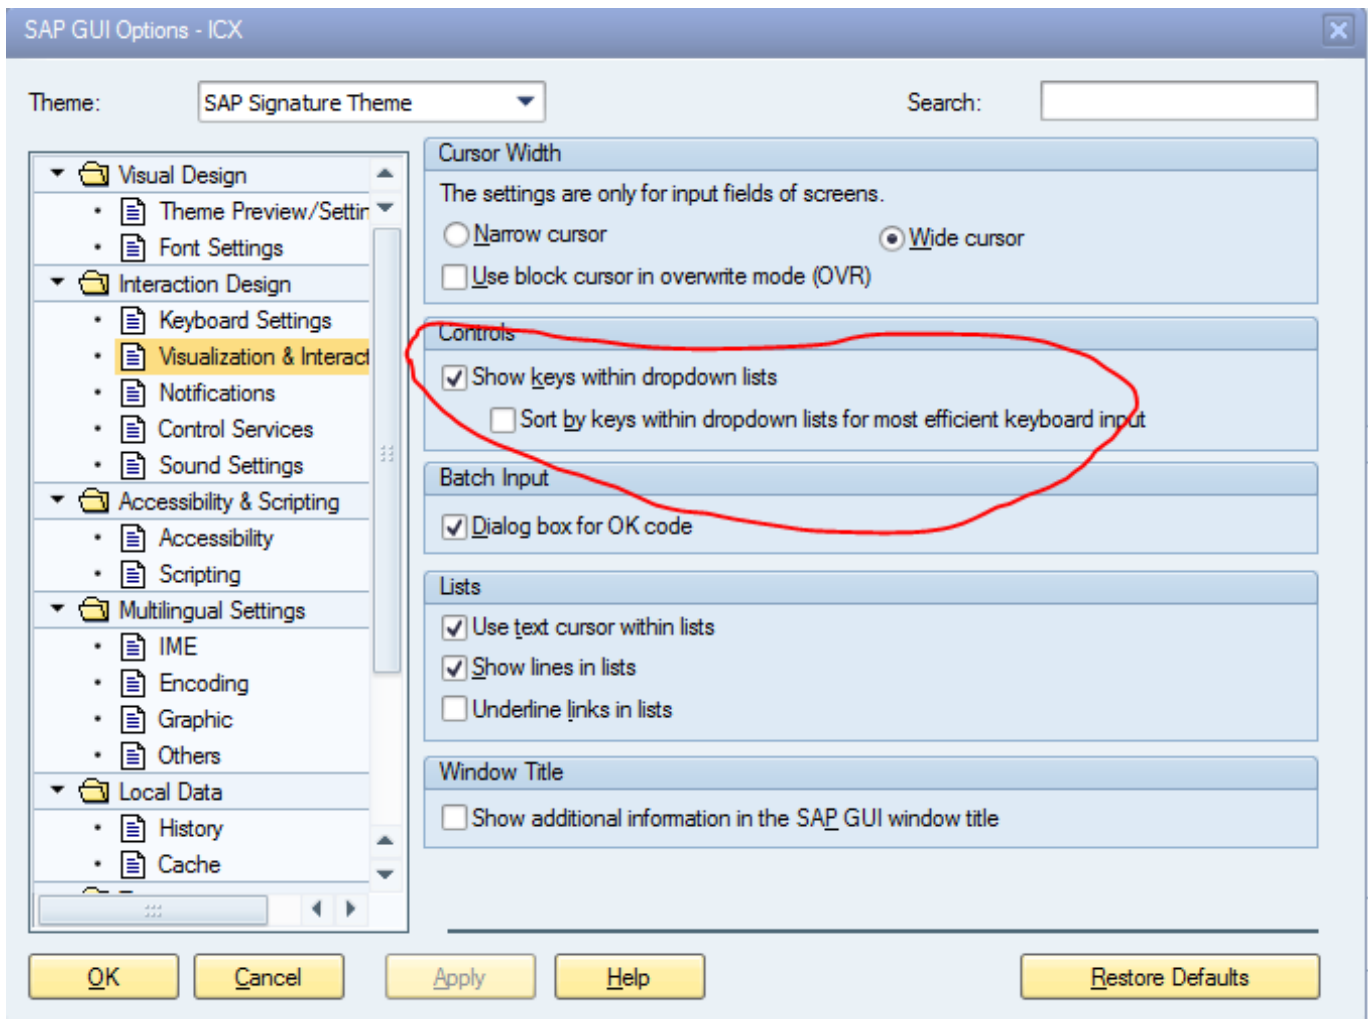 SAP GUI Options - ICX
Theme: SAP Signature Theme Search:
Visual Design
Theme Preview/Settin
Font Settings
Interaction Design
Keyboard Settings
Visualization & Interact
Notifications
Control Services
Sound Settings
Accessibility & Scripting
Accessibility
Scripting
Multilingual Settings
IME
Encoding
Graphic
Others
Local Data
History
Cache
Cursor Width
The settings are only for input fields of screens.
Narrow cursor Wide cursor
Use block cursor in overwrite mode (OVR)
Controls
Show keys within dropdown lists
Sort by keys within dropdown lists for most efficient keyboard input
Batch Input
Dialog box for OK code
Lists
Use text cursor within lists
Show lines in lists
Underline links in lists
Window Title
Show additional information in the SAP GUI window title
OK Cancel Apply Help Restore Defaults